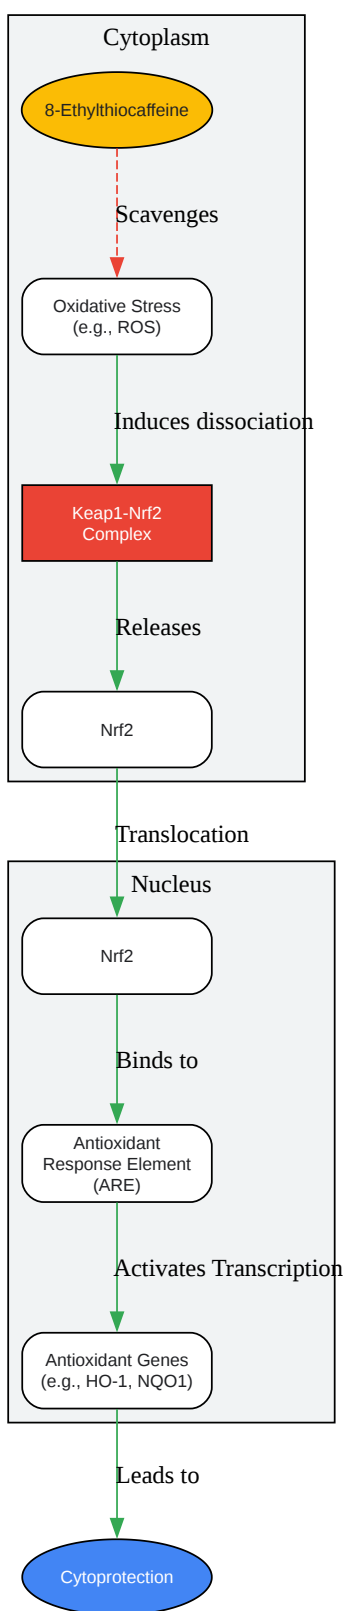 Cytoplasm
8-Ethylthiocaffeine
Scavenges
Oxidative Stress
(e.g., ROS)
Induces dissociation
Keap1-Nrf2
Complex
Releases
Nrf2
Translocation
Nucleus
Nrf2
Binds to
Antioxidant
Response Element
(ARE)
Activates Transcription
Antioxidant Genes
(e.g., HO-1, NQO1)
Leads to
Cytoprotection